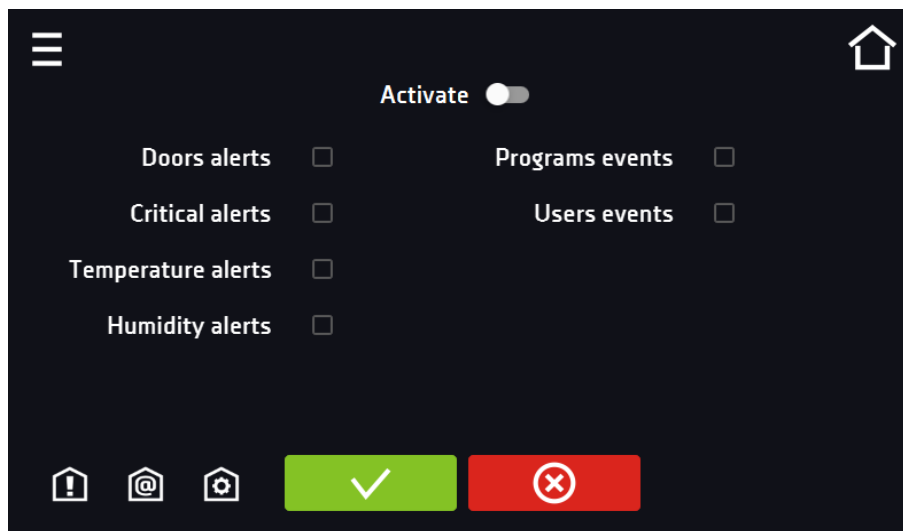 Activate
Doors alerts
Programs events
Critical alerts
Users events
Temperature alerts
Humidity alerts